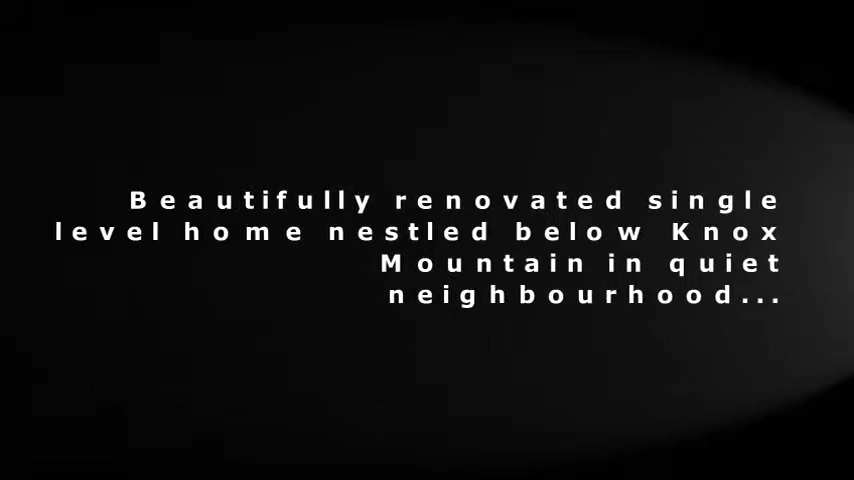 Beautifully renovated single
level home nestled below Knox
Mountain in quiet
neighbourhood...